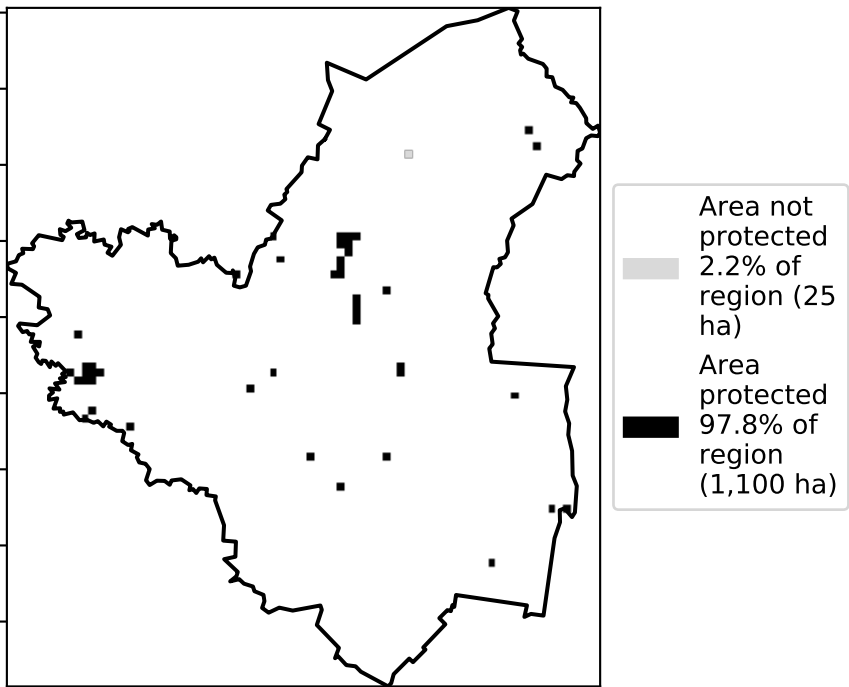 Area not
protected
2.2% of
region (25
ha)
Area
protected
97.8% of
region
(1,100 ha)